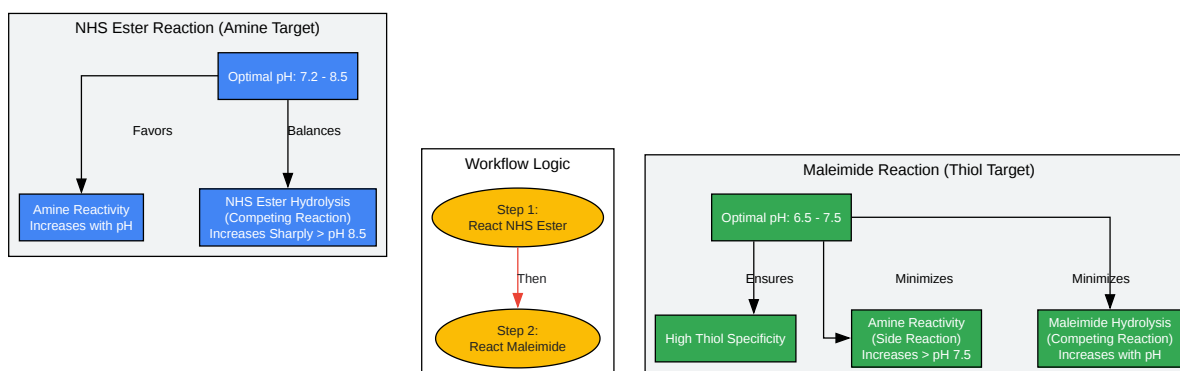 NHS Ester Reaction (Amine Target)
Optimal pH: 7.2 - 8.5
Favors
Balances
Amine Reactivity
Increases with pH
NHS Ester Hydrolysis
(Competing Reaction)
Increases Sharply > pH 8.5
Workflow Logic
Step 1:
React NHS Ester
Then
Step 2:
React Maleimide
Maleimide Reaction (Thiol Target)
Optimal pH: 6.5 - 7.5
Ensures
Minimizes
Minimizes
High Thiol Specificity
Amine Reactivity
(Side Reaction)
Increases > pH 7.5
Maleimide Hydrolysis
(Competing Reaction)
Increases with pH